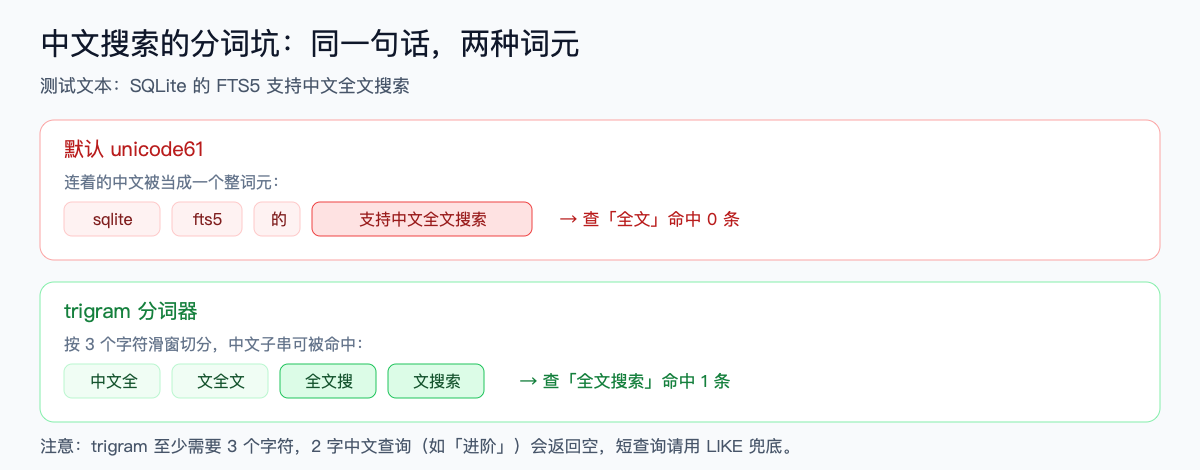 中文搜索的分词坑：同一句话，两种词元
测试文本：SQLite 的 FTS5 支持中文全文搜索
默认 unicode61
连着的中文被当成一个整词元：
sqlite fts5 的 支持中文全文搜索 → 查「全文」命中 0 条
trigram 分词器
按 3 个字符滑窗切分，中文子串可被命中：
中文全 文全文 全文搜 文搜索 → 查「全文搜索」命中 1 条
注意：trigram 至少需要 3 个字符，2 字中文查询（如「进阶」）会返回空，短查询请用 LIKE 兜底。